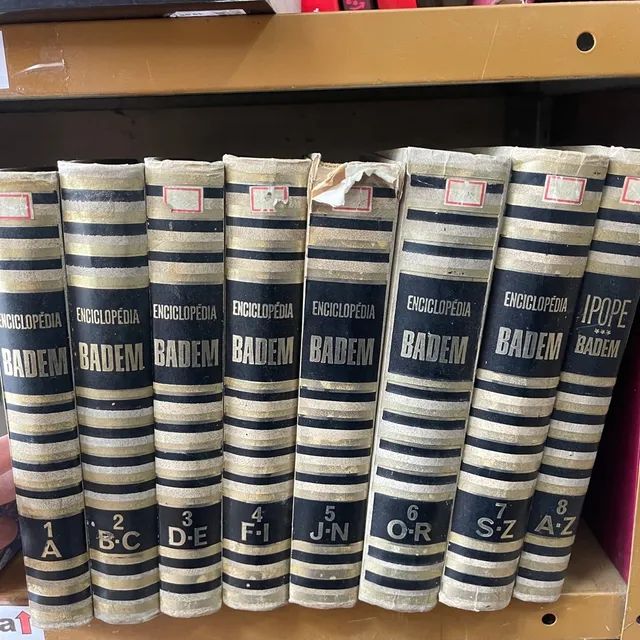 ENCICLOPÉDIA
BADEM
1
A
ENCICLOPÉDIA
BADEM
2
B-C
ENCICLOPÉDIA
BADEM
3
D-E
ENCICLOPÉDIA
BADEM
4
F-I
ENCICLOPÉDIA
BADEM
5
J-N
ENCICLOPÉDIA
BADEM
6
O-R
ENCICLOPÉDIA
BADEM
7
S-Z
IPOPE
***
BADEM
8
A-Z
a↑